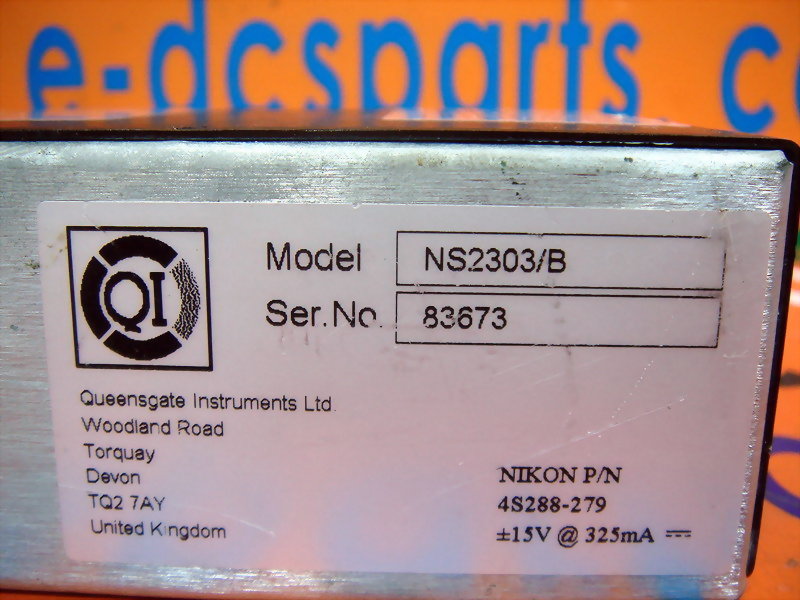 e-dcsparts.co
QI
Model NS2303/B
Ser.No. 83673
Queensgate Instruments Ltd.
Woodland Road
Torquay
Devon
TQ2 7AY
United Kingdom
NIKON P/N
4S288-279
±15V @ 325mA ⎓